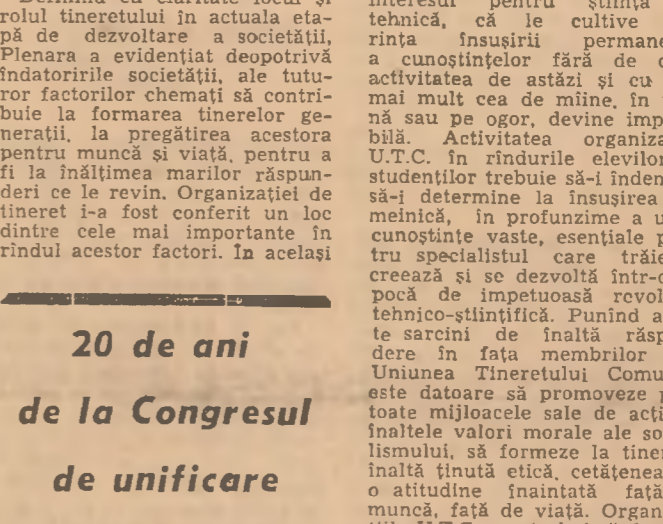 rolul tineretului în actuala eta-
pă de dezvoltare a societății,
Plenara a evidențiat deopotrivă
îndatoririle societății, ale tutu-
ror factorilor chemați să contri-
buie la formarea tinerelor ge-
nerații, la pregătirea acestora
pentru muncă și viață, pentru a
fi la înălțimea marilor răspun-
deri ce le revin. Organizației de
tineret i-a fost conferit un loc
dintre cele mai importante în
rîndul acestor factori. În același
20 de ani
de la Congresul
de unificare
interesul pentru știința
tehnică, că le cultive
rința însușirii permane
a cunoștințelor fără de
activitatea de astăzi și cu
mai mult cea de mîine, în
nă sau pe ogor, devine imp
bilă. Activitatea organiza
U.T.C. în rîndurile elevilor
studenților trebuie să-i înden
să-i determine la însușirea
meinică, în profunzime a u
cunoștințe vaste, esențiale p
tru specialistul care trăie
creează și se dezvoltă într-o
pocă de impetuoasă revol
tehnico-științifică. Punînd a
te sarcini de înaltă răsp
dere în fața membrilor
Uniunea Tineretului Comu
este datoare să promoveze p
toate mijloacele sale de acți
înaltele valori morale ale so
lismului, să formeze la tiner
înaltă ținută etică, cetățenea
o atitudine înaintată față
muncă, față de viață. Organ